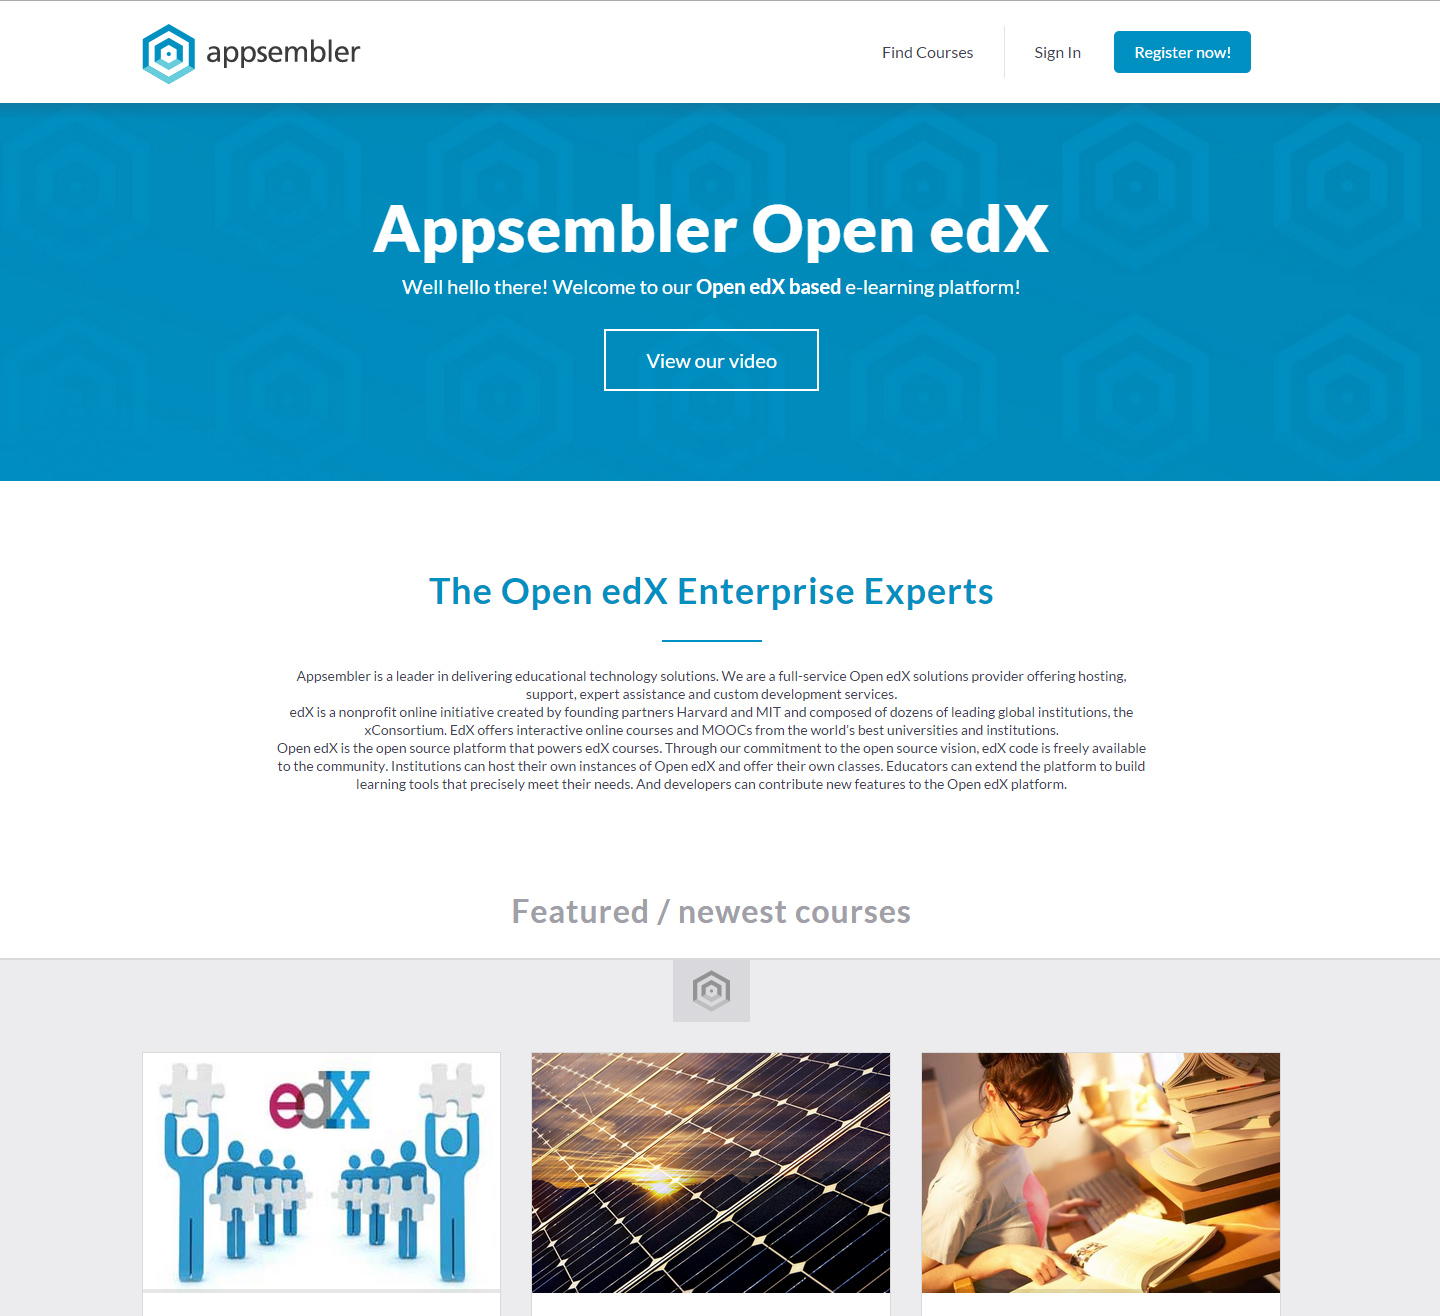 appsembler
Find Courses
Sign In
Register now!
Appsembler Open edX
Well hello there! Welcome to our Open edX based e-learning platform!
View our video
The Open edX Enterprise Experts
Appsembler is a leader in delivering educational technology solutions. We are a full-service Open edX solutions provider offering hosting,
support, expert assistance and custom development services.
edX is a nonprofit online initiative created by founding partners Harvard and MIT and composed of dozens of leading global institutions, the
xConsortium. EdX offers interactive online courses and MOOCs from the world's best universities and institutions.
Open edX is the open source platform that powers edX courses. Through our commitment to the open source vision, edX code is freely available
to the community. Institutions can host their own instances of Open edX and offer their own classes. Educators can extend the platform to build
learning tools that precisely meet their needs. And developers can contribute new features to the Open edX platform.
Featured / newest courses
edX